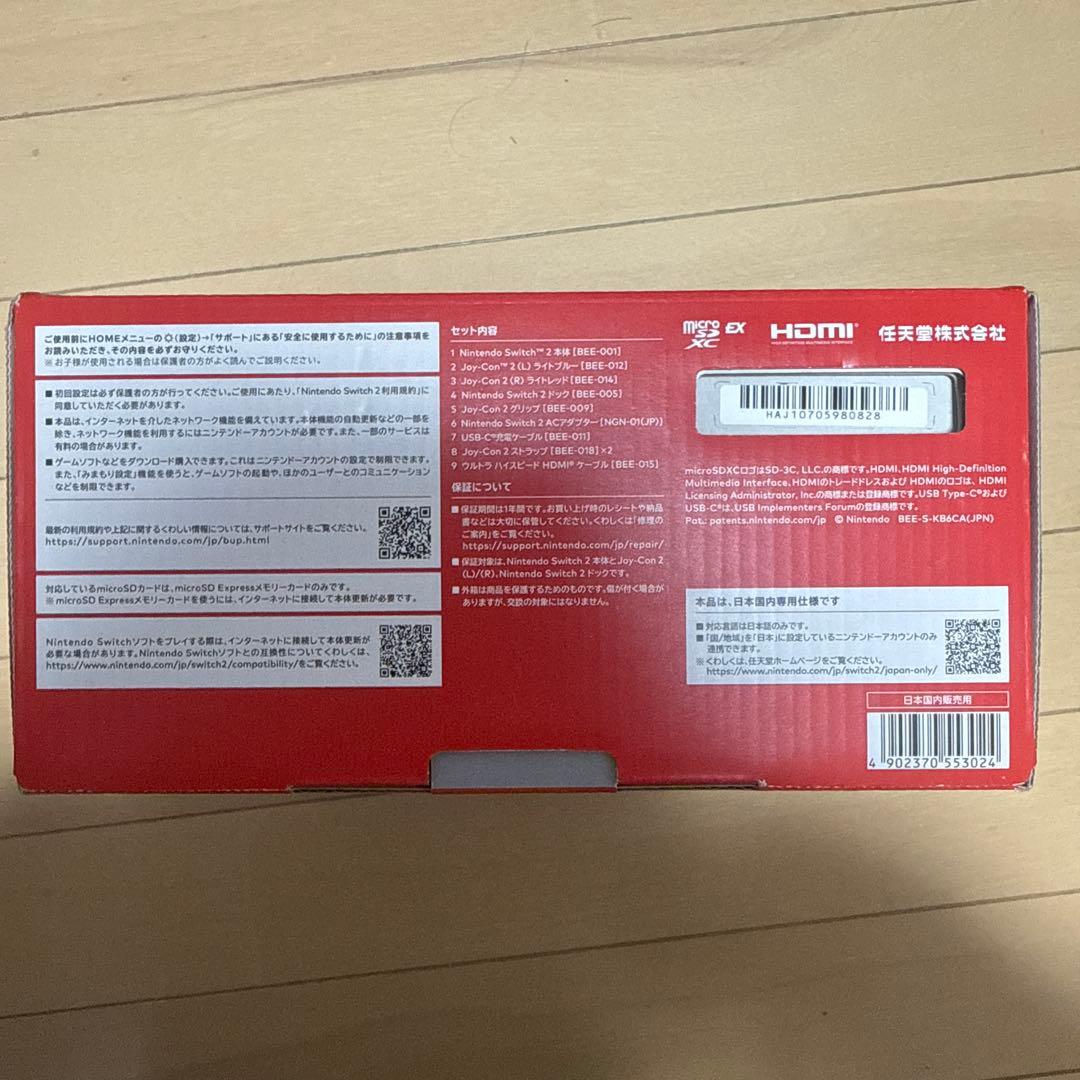 ご使用前にHOMEメニューの (設定)→「サポート」にある「安全に使用するために」の注意事項を
お読みいただき、その内容を必ずお守りください。
※お子様が使用される場合は保護者の方がよく読んでご説明ください。
■初回設定は必ず保護者の方が行ってください。ご使用にあたり、「Nintendo Switch 2 利用規約」に
同意していただく必要があります。
■本品は、インターネットを介したネットワーク機能を備えています。本体機能の自動更新などの一部を
除き、ネットワーク機能を利用するにはニンテンドーアカウントが必要です。また、一部のサービスは
有料の場合があります。
■ゲームソフトなどをダウンロード購入できます。これはニンテンドーアカウントの設定で制限できます。
また、「みまもり設定」機能を使うと、ゲームソフトの起動や、ほかのユーザーとのコミュニケーション
などを制限できます。
最新の利用規約や上記に関するくわしい情報については、サポートサイトをご覧ください。
https://support.nintendo.com/jp/bup.html
対応しているmicroSDカードは、microSD Expressメモリーカードのみです。
※ microSD Expressメモリーカードを使うには、インターネットに接続して本体更新が必要です。
Nintendo Switchソフトをプレイする際は、インターネットに接続して本体更新が
必要な場合があります。Nintendo Switchソフトとの互換性についてくわしくは、
https://www.nintendo.com/jp/switch2/compatibility/をご覧ください。
セット内容
1 Nintendo Switch™ 2 本体 [BEE-001]
2 Joy-Con™ 2 (L) ライトブルー [BEE-012]
3 Joy-Con 2 (R) ライトレッド [BEE-014]
4 Nintendo Switch 2 ドック [BEE-005]
5 Joy-Con 2 グリップ [BEE-009]
6 Nintendo Switch 2 ACアダプター [NGN-01(JP)]
7 USB-C®充電ケーブル [BEE-011]
8 Joy-Con 2 ストラップ [BEE-018] ×2
9 ウルトラ ハイスピード HDMI® ケーブル [BEE-015]
保証について
■保証期間は1年間です。お買い上げ時のレシートや納品
書などは大切に保管してください。くわしくは「修理の
ご案内」をご覧ください。
https://support.nintendo.com/jp/repair/
■保証対象は、Nintendo Switch 2 本体とJoy-Con 2
(L)/(R)、Nintendo Switch 2 ドックです。
■外箱は商品を保護するためのものです。傷が付く場合が
ありますが、交換の対象にはなりません。
micro SD XC EX
HDMI®
HIGH-DEFINITION MULTIMEDIA INTERFACE
任天堂株式会社
HAJ10705980828
microSDXCロゴはSD-3C, LLC.の商標です。HDMI、HDMI High-Definition
Multimedia Interface、HDMIのトレードドレスおよび HDMIのロゴは、HDMI
Licensing Administrator, Inc.の商標または登録商標です。USB Type-C®および
USB-C®は、USB Implementers Forumの登録商標です。
Pat.: patents.nintendo.com/jp © Nintendo BEE-S-KB6CA(JPN)
本品は、日本国内専用仕様です
■対応言語は日本語のみです。
■「国/地域」を「日本」に設定しているニンテンドーアカウントのみ
連携できます。
※くわしくは、任天堂ホームページをご覧ください。
https://www.nintendo.com/jp/switch2/japan-only/
日本国内販売用
4 902370 553024